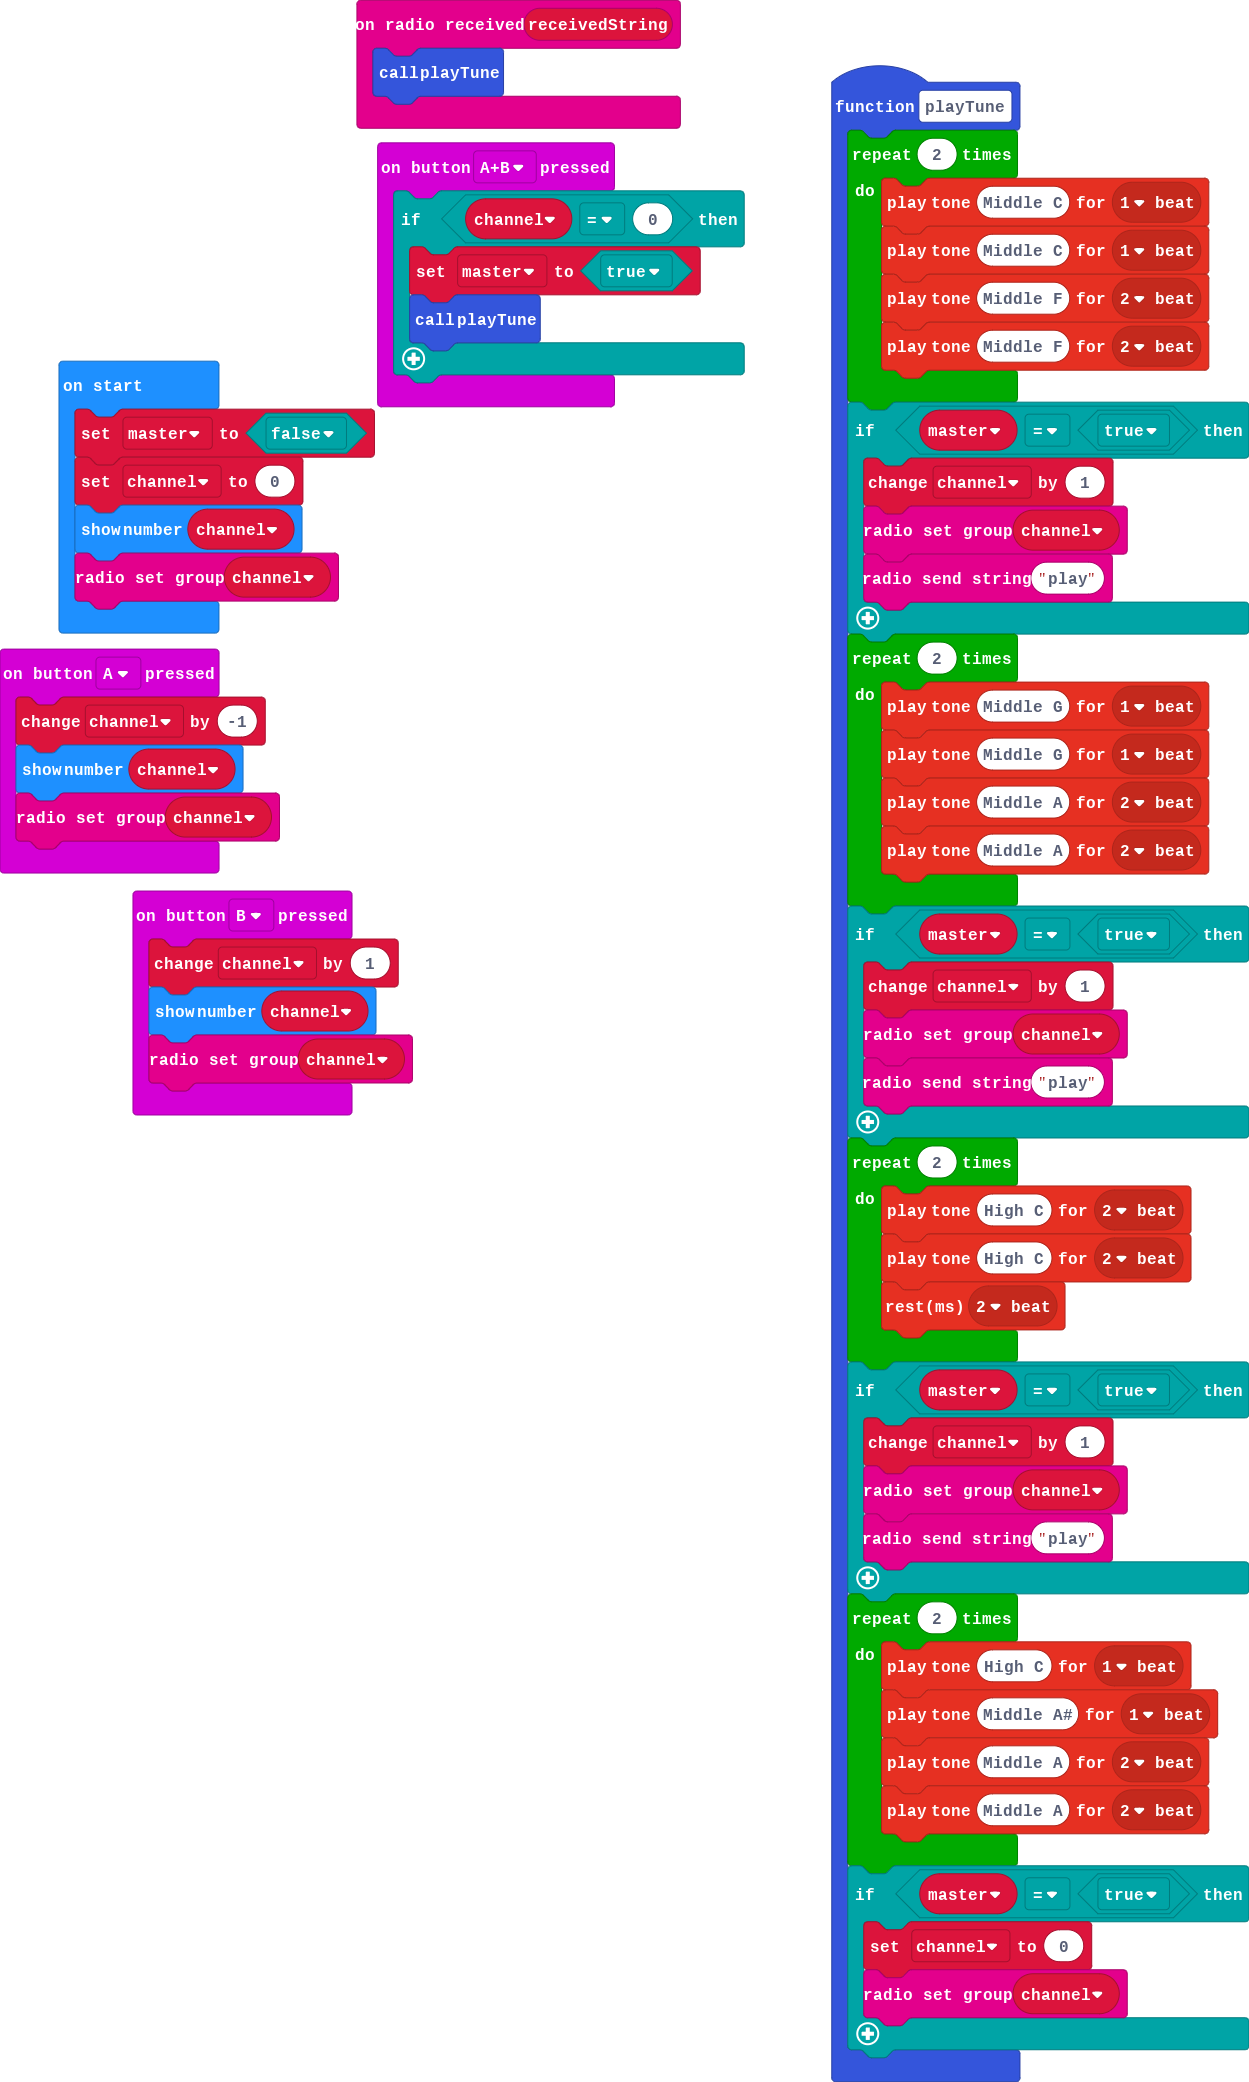 on radio received receivedString
call playTune
on button A+B pressed
if channel = 0 then
set master to true
call playTune
on start
set master to false
set channel to 0
show number channel
radio set group channel
on button A pressed
change channel by -1
show number channel
radio set group channel
on button B pressed
change channel by 1
show number channel
radio set group channel
function playTune
repeat 2 times
do
play tone Middle C for 1 beat
play tone Middle C for 1 beat
play tone Middle F for 2 beat
play tone Middle F for 2 beat
if master = true then
change channel by 1
radio set group channel
radio send string "play"
repeat 2 times
do
play tone Middle G for 1 beat
play tone Middle G for 1 beat
play tone Middle A for 2 beat
play tone Middle A for 2 beat
if master = true then
change channel by 1
radio set group channel
radio send string "play"
repeat 2 times
do
play tone High C for 2 beat
play tone High C for 2 beat
rest(ms) 2 beat
if master = true then
change channel by 1
radio set group channel
radio send string "play"
repeat 2 times
do
play tone High C for 1 beat
play tone Middle A# for 1 beat
play tone Middle A for 2 beat
play tone Middle A for 2 beat
if master = true then
set channel to 0
radio set group channel